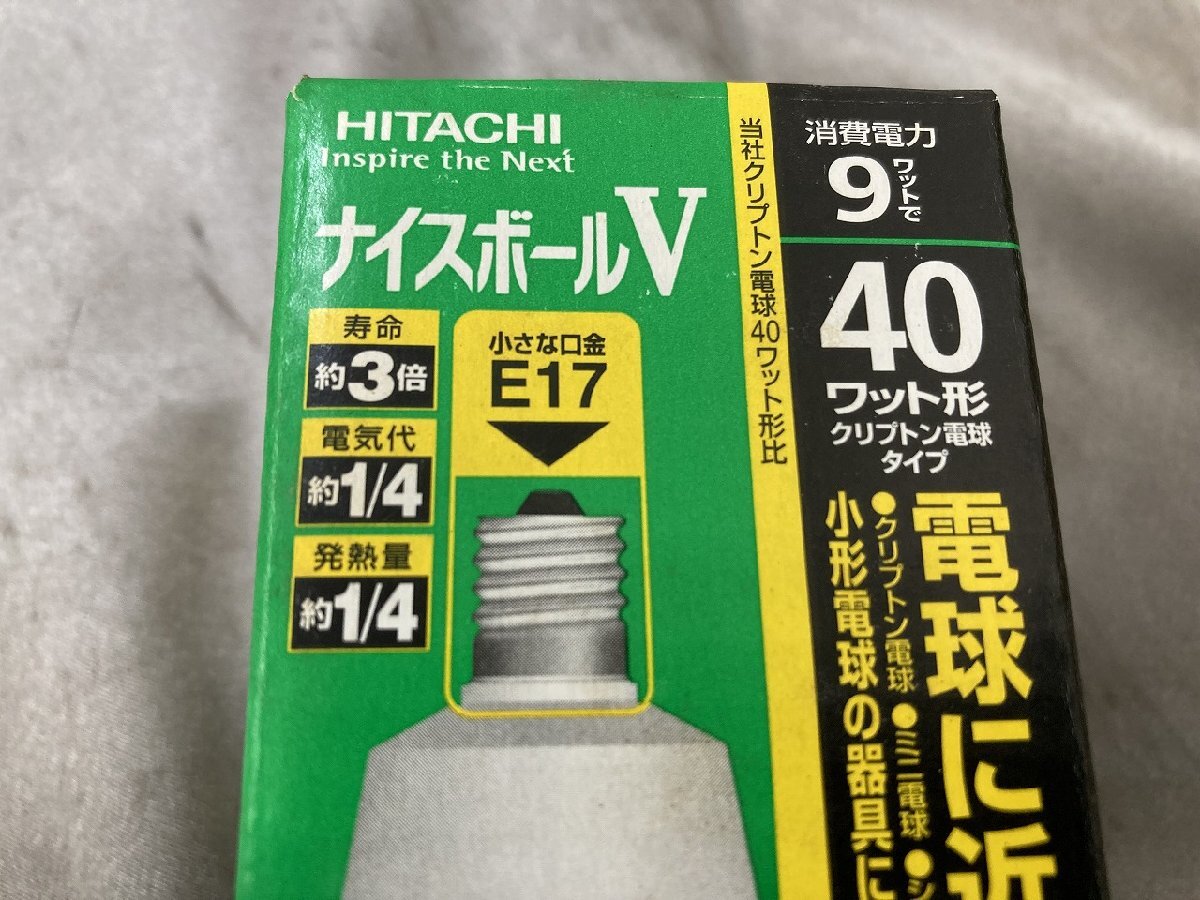 HITACHI
Inspire the Next
ナイスボールV
寿命
約3倍
電気代
約1/4
発熱量
約1/4
小さな口金
E17
当社クリプトン電球40ワット形比
消費電力
9ワットで
40
ワット形
クリプトン電球
タイプ
電球に近
●クリプトン電球●ミニ電球●シ
小形電球の器具に